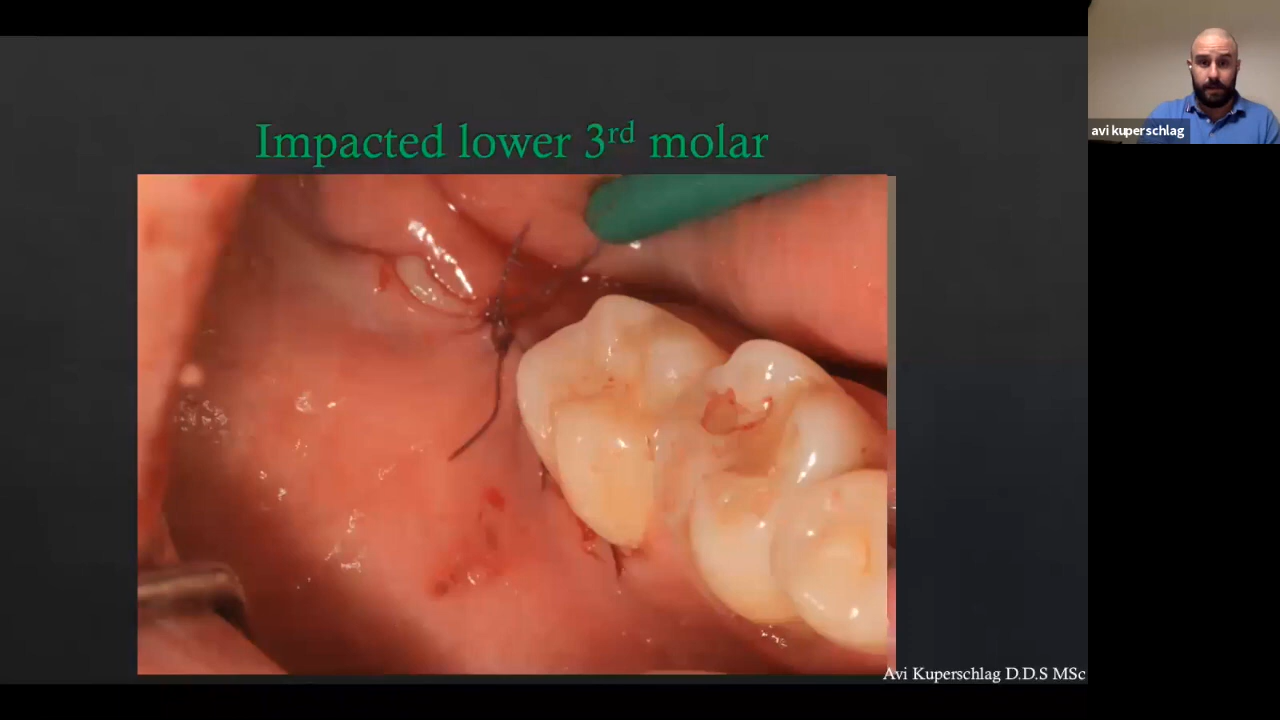 Impacted lower 3rd molar
avi kuperschlag
Avi Kuperschlag D.D.S MSc